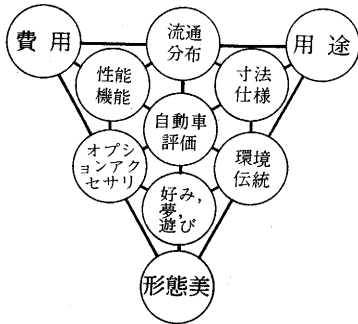 費用
流通
分布
用途
性能
機能
寸法
仕様
自動車
評価
オプシ
ョンアク
セサリ
環境
伝統
好み,
夢,
遊び
形態美